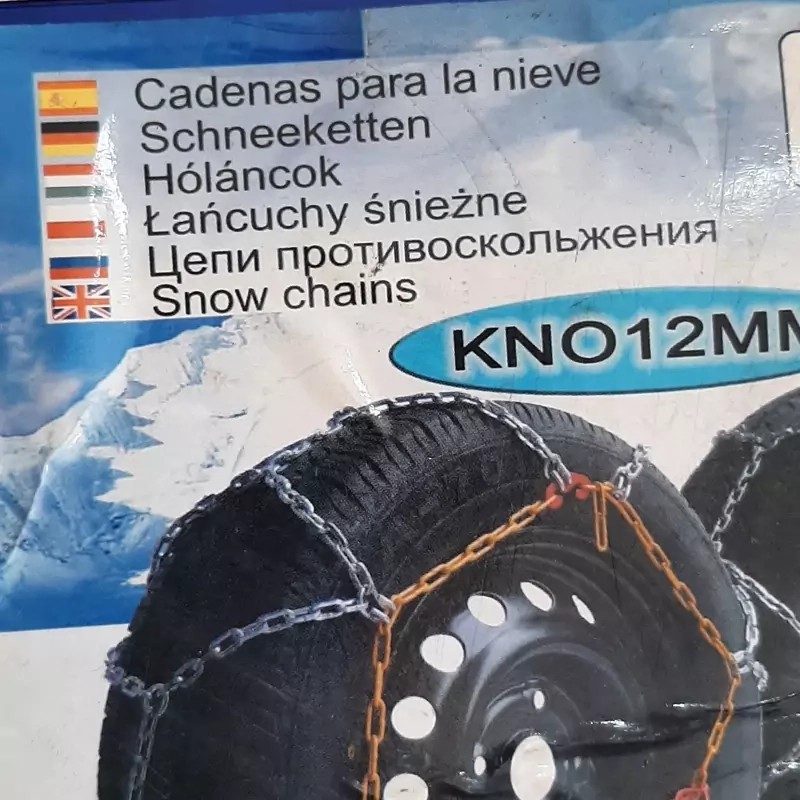 Cadenas para la nieve
Schneeketten
Hóláncok
Łańcuchy śnieżne
Цепи противоскольжения
Snow chains
KNO12MM